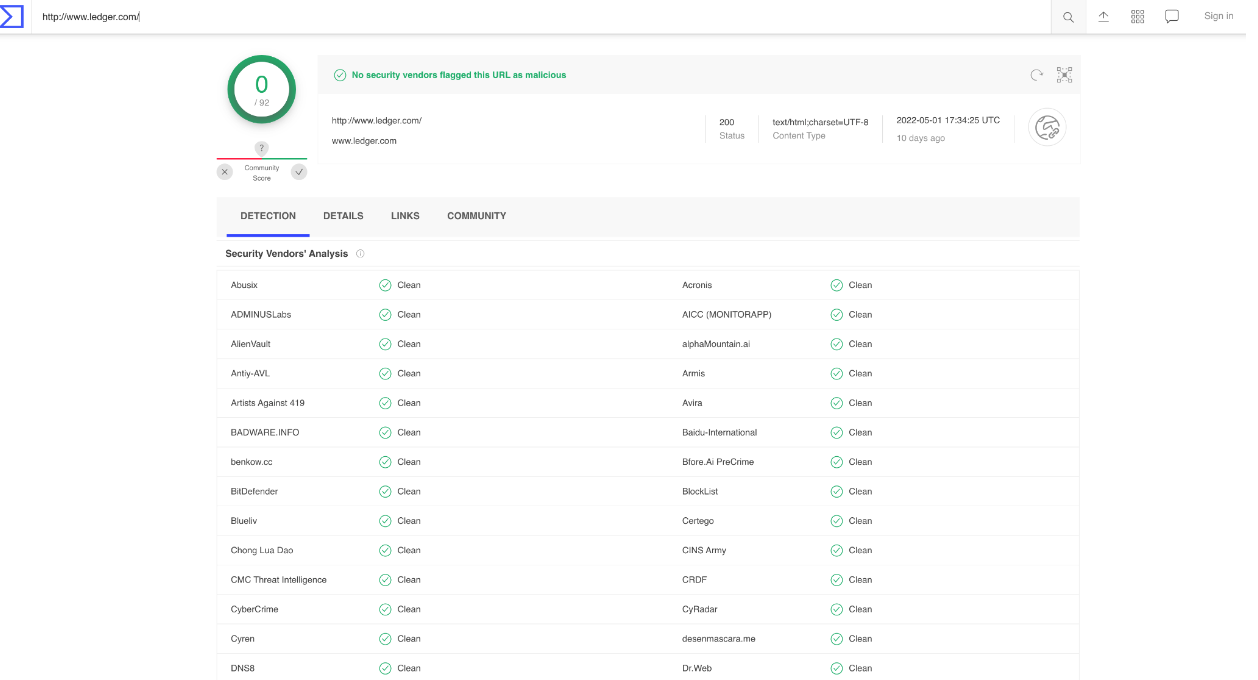 http://www.ledger.com/
Sign in
0
/ 92
?
Community
Score
No security vendors flagged this URL as malicious
http://www.ledger.com/
www.ledger.com
200
Status
text/html;charset=UTF-8
Content Type
2022-05-01 17:34:25 UTC
10 days ago
DETECTION DETAILS LINKS COMMUNITY
Security Vendors' Analysis
Abusix Clean Acronis Clean
ADMINUSLabs Clean AICC (MONITORAPP) Clean
AlienVault Clean alphaMountain.ai Clean
Antiy-AVL Clean Armis Clean
Artists Against 419 Clean Avira Clean
BADWARE.INFO Clean Baidu-International Clean
benkow.cc Clean Bfore.Ai PreCrime Clean
BitDefender Clean BlockList Clean
Blueliv Clean Certego Clean
Chong Lua Dao Clean CINS Army Clean
CMC Threat Intelligence Clean CRDF Clean
CyberCrime Clean CyRadar Clean
Cyren Clean desenmascara.me Clean
DNS8 Clean Dr.Web Clean